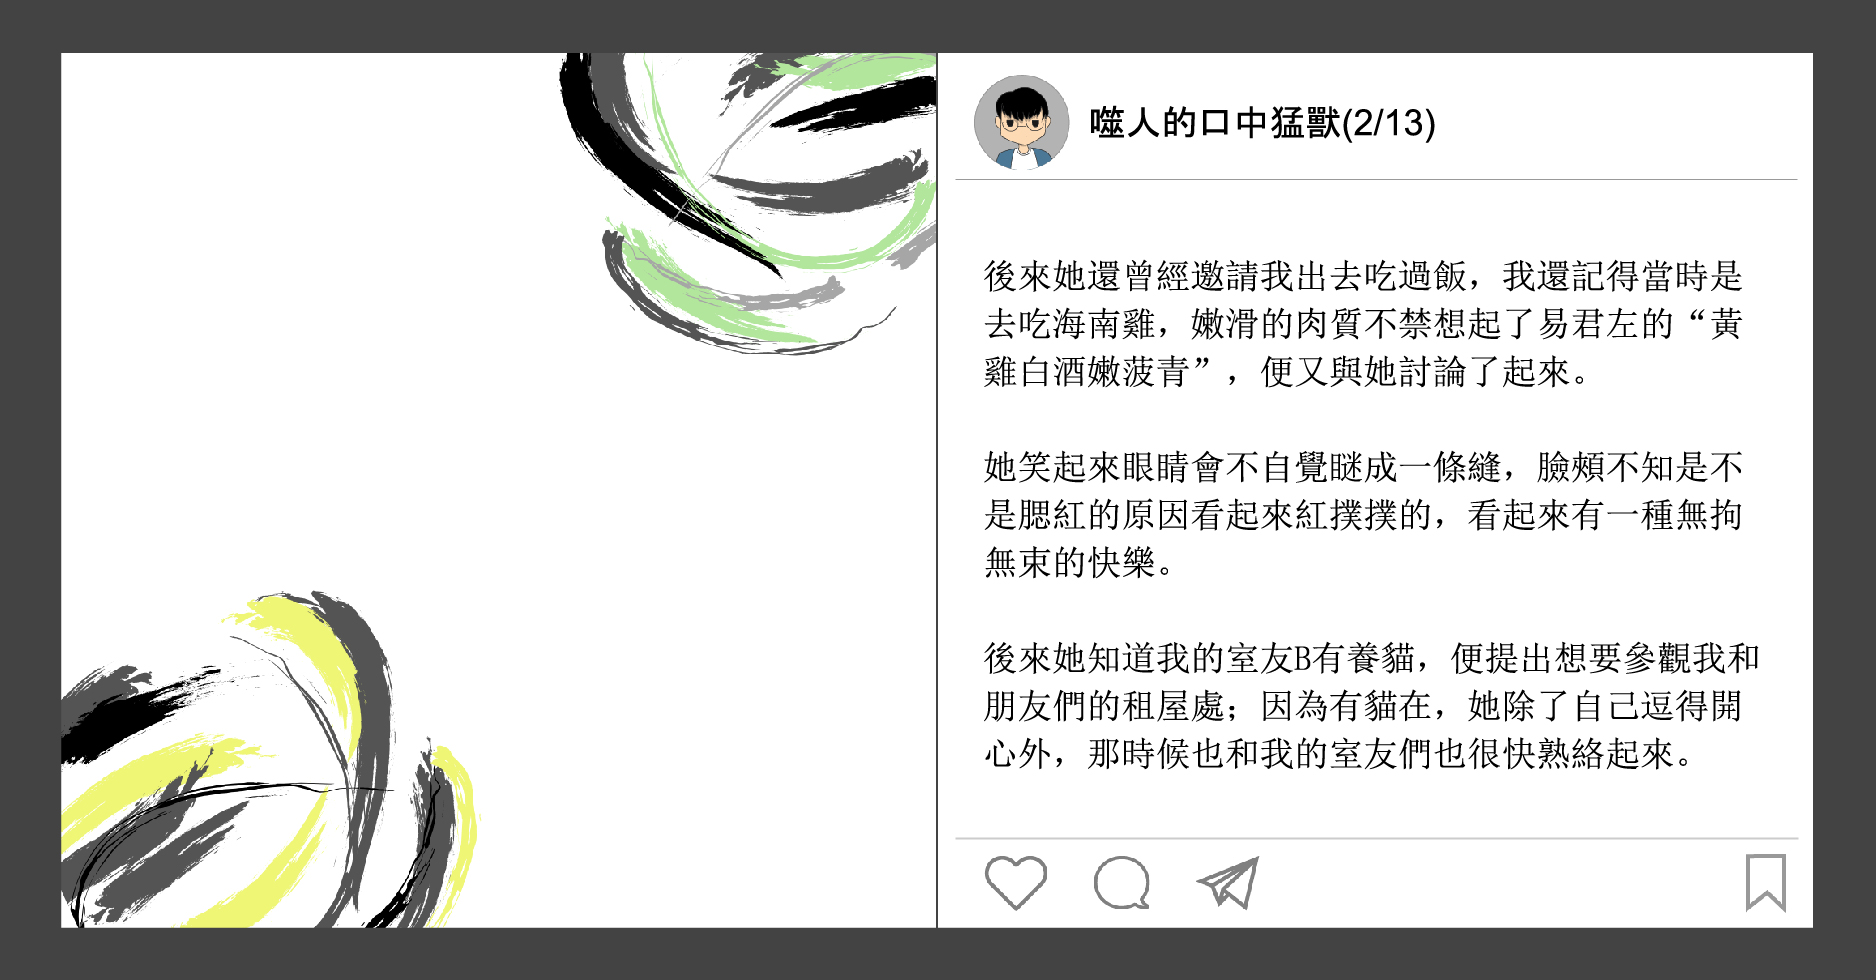 噬人的口中猛獸(2/13)
後來她還曾經邀請我出去吃過飯，我還記得當時是
去吃海南雞，嫩滑的肉質不禁想起了易君左的“黃
雞白酒嫩菠青”，便又與她討論了起來。
她笑起來眼睛會不自覺瞇成一條縫，臉頰不知是不
是腮紅的原因看起來紅撲撲的，看起來有一種無拘
無束的快樂。
後來她知道我的室友B有養貓，便提出想要參觀我和
朋友們的租屋處；因為有貓在，她除了自己逗得開
心外，那時候也和我的室友們也很快熟絡起來。